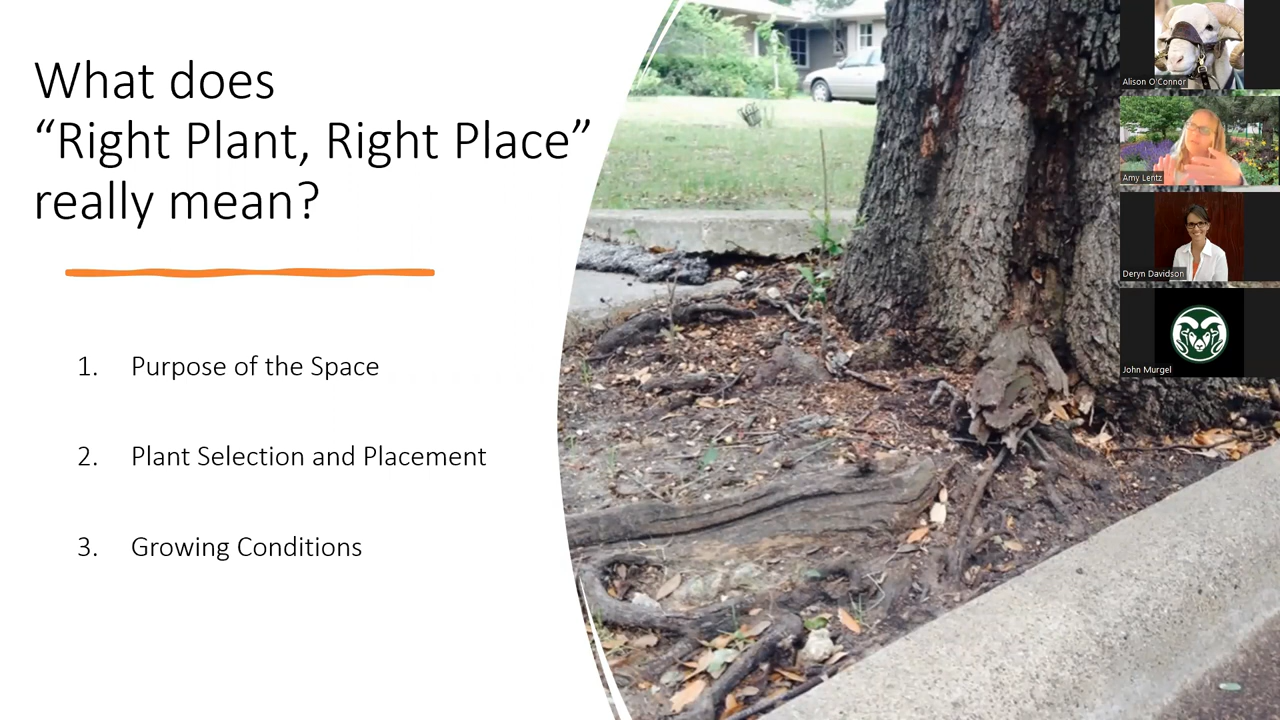 What does
“Right Plant, Right Place”
really mean?
1. Purpose of the Space
2. Plant Selection and Placement
3. Growing Conditions
Alison O'Connor
Amy Lentz
Deryn Davidson
John Murgel